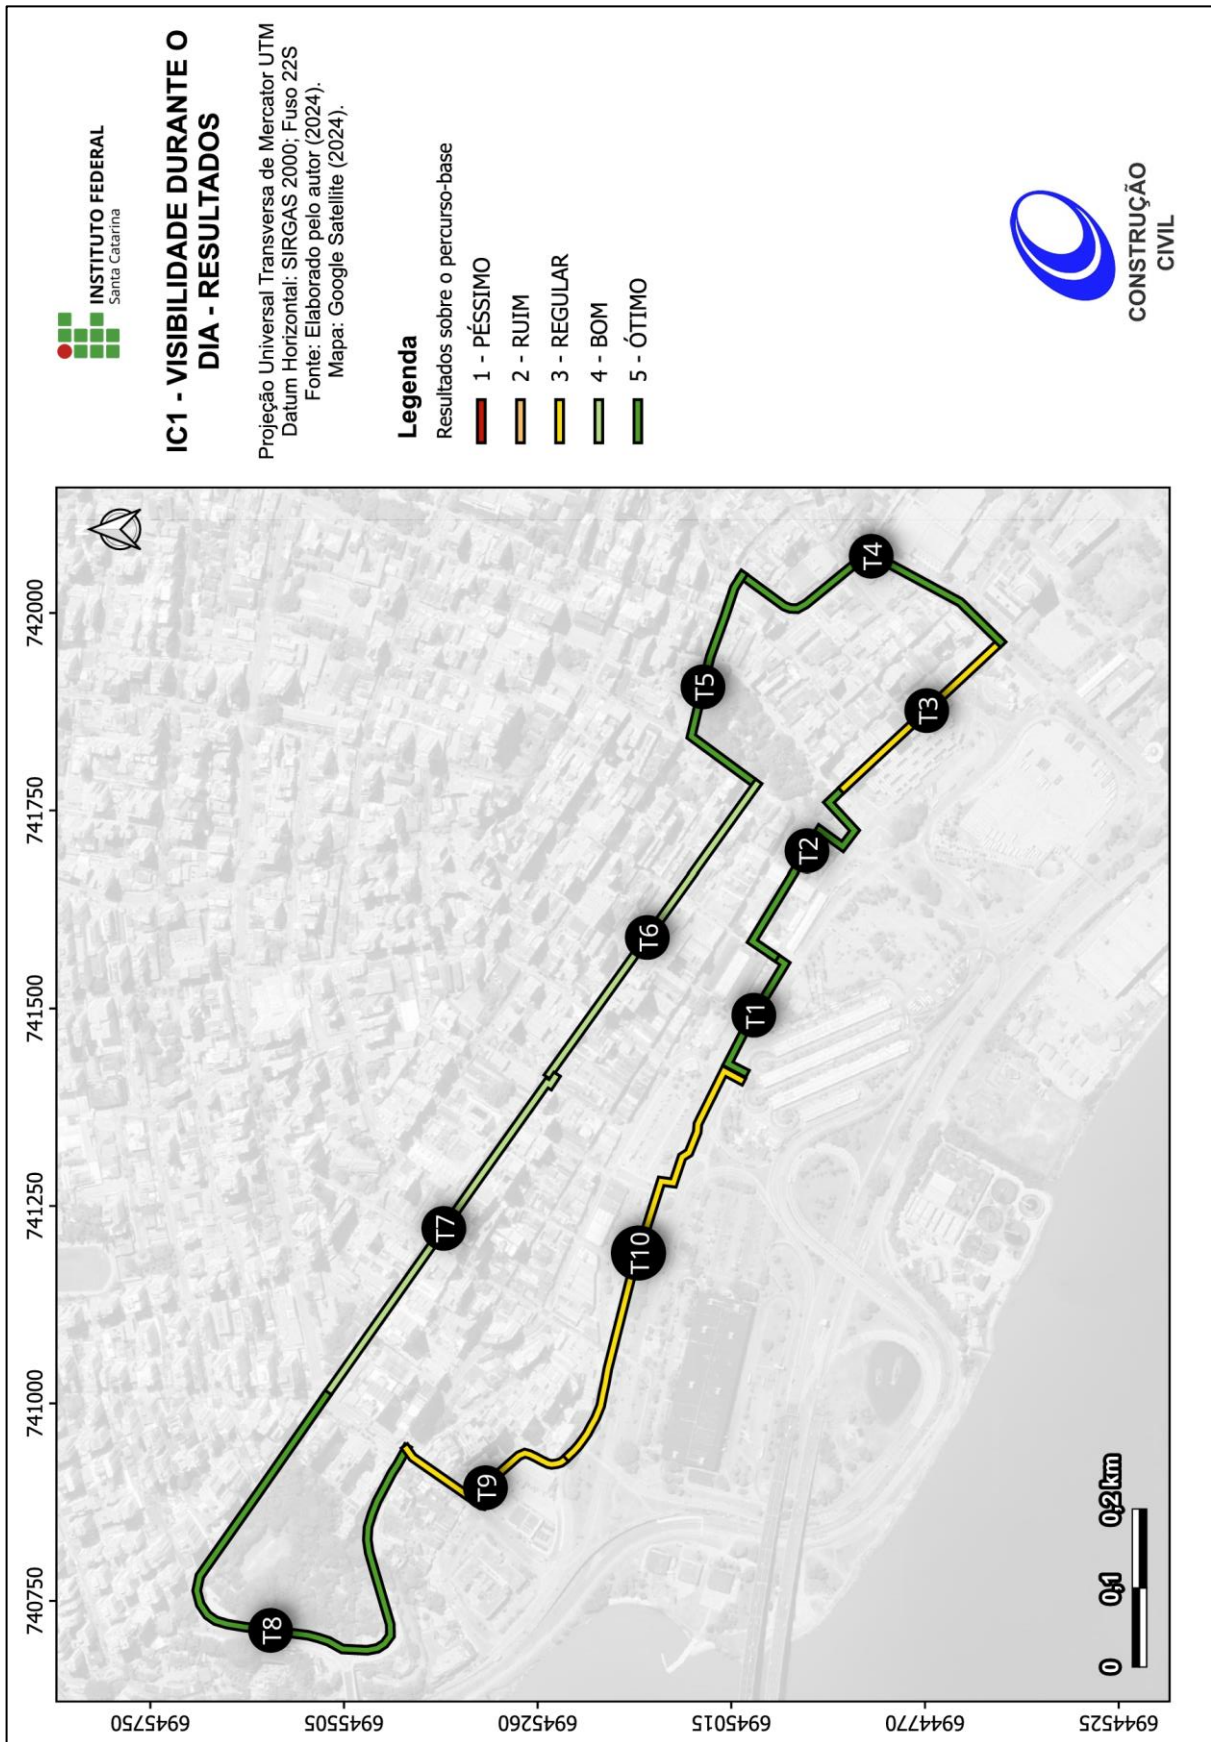 INSTITUTO FEDERAL
Santa Catarina
IC1 - VISIBILIDADE DURANTE O
DIA - RESULTADOS
Projeção Universal Transversa de Mercator UTM
Datum Horizontal: SIRGAS 2000; Fuso 22S
Fonte: Elaborado pelo autor (2024).
Mapa: Google Satellite (2024).
Legenda
Resultados sobre o percurso-base
1 - PÉSSIMO
2 - RUIM
3 - REGULAR
4 - BOM
5 - ÓTIMO
CONSTRUÇÃO
CIVIL
740750
741000
741250
741500
741750
742000
6945750
6945505
6945260
6945015
6944770
6944525
T8
T7
T9
T6
T10
T5
T1
T2
T4
T3
0
0,1
0,2 km